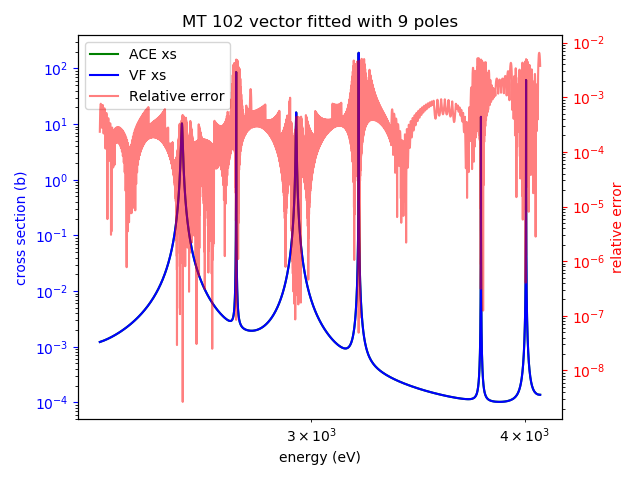 MT 102 vector fitted with 9 poles
ACE xs
VF xs
Relative error
cross section (b)
10²
10¹
10⁰
10⁻¹
10⁻²
10⁻³
10⁻⁴
10⁻²
10⁻³
10⁻⁴
10⁻⁵
10⁻⁶
10⁻⁷
10⁻⁸
relative error
3 × 10³
4 × 10³
energy (eV)